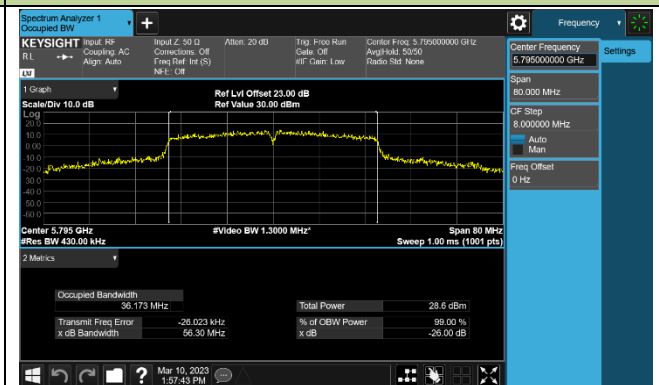 Spectrum Analyzer 1
Occupied BW
Frequency
KEYSIGHT Input: RF Input Z: 50 Ω Atten: 20 dB Trig: Free Run Center Freq: 5.795000000 GHz
RL Coupling: AC Corrections: Off Gate: Off Avg|Hold: 50/50
Align: Auto Freq Ref: Int (S) #IF Gain: Low Radio Std: None
NFE: Off
LXI
Center Frequency
5.795000000 GHz
Settings
Span
80.000 MHz
CF Step
8.000000 MHz
Auto
Man
Freq Offset
0 Hz
1 Graph
Scale/Div 10.0 dB
Ref Lvl Offset 23.00 dB
Ref Value 30.00 dBm
Log
20.0
10.0
0.00
-10.0
-20.0
-30.0
-40.0
-50.0
-60.0
Center 5.795 GHz #Video BW 1.3000 MHz* Span 80 MHz
#Res BW 430.00 kHz Sweep 1.00 ms (1001 pts)
2 Metrics
Occupied Bandwidth
36.173 MHz
Total Power 28.6 dBm
Transmit Freq Error -26.023 kHz % of OBW Power 99.00 %
x dB Bandwidth 56.30 MHz x dB -26.00 dB
Mar 10, 2023
1:57:43 PM